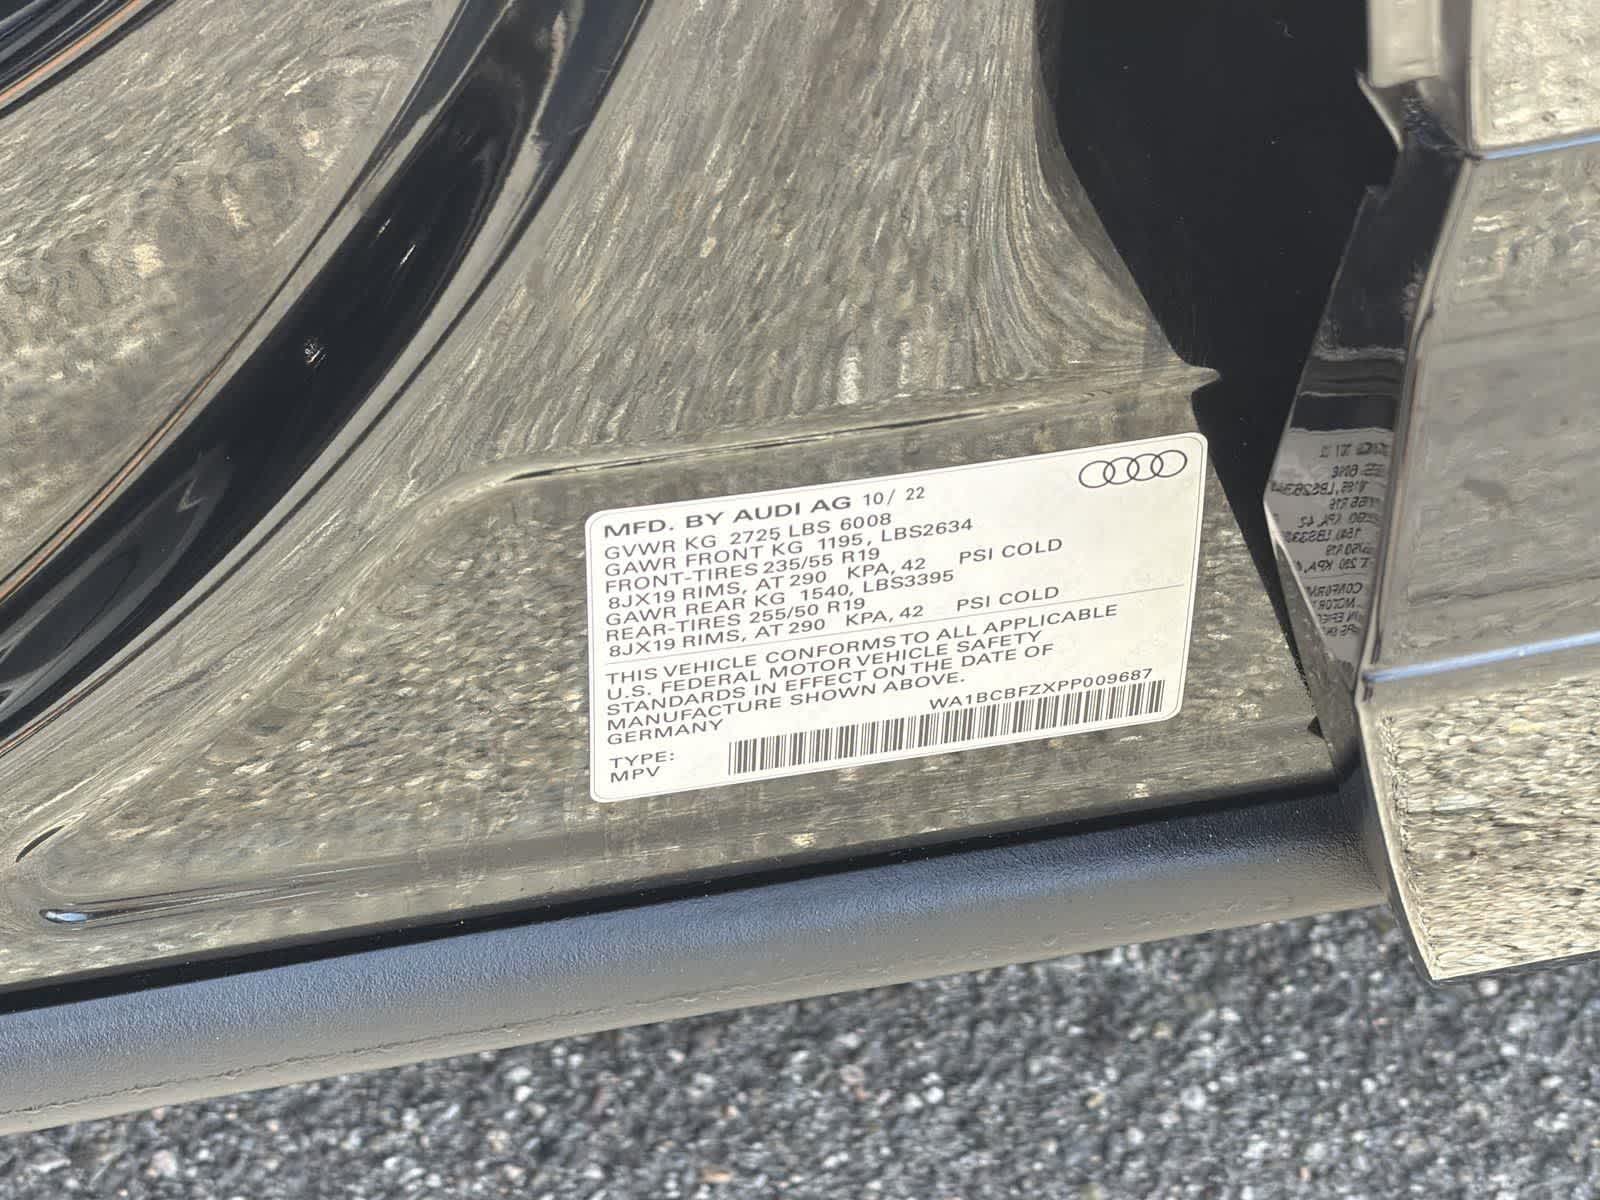 MFD. BY AUDI AG 10/ 22
GVWR KG 2725 LBS 6008
GAWR FRONT KG 1195, LBS2634
FRONT-TIRES 235/55 R19
8JX19 RIMS, AT 290 KPA, 42 PSI COLD
GAWR REAR KG 1540, LBS3395
REAR-TIRES 255/50 R19
8JX19 RIMS, AT 290 KPA, 42 PSI COLD
THIS VEHICLE CONFORMS TO ALL APPLICABLE
U.S. FEDERAL MOTOR VEHICLE SAFETY
STANDARDS IN EFFECT ON THE DATE OF
MANUFACTURE SHOWN ABOVE.
GERMANY
WA1BCBFZXPP009687
TYPE:
MPV